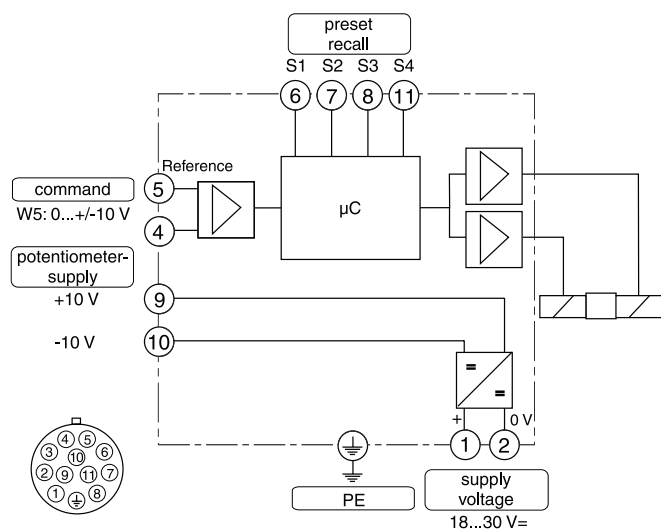 preset
recall
S1 S2 S3 S4
6 7 8 11
Reference
5
command
W5: 0...+/-10 V
4
µC
potentiometer-
supply
+10 V
9
-10 V
10
=
=
+ 0 V
1 2
PE
supply
voltage
18...30 V=
4 5
3 10 6
2 9 11 7
1 8